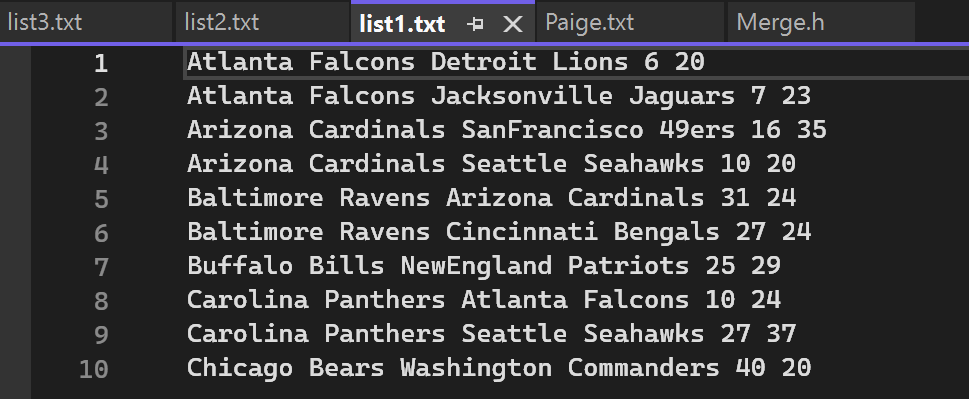 list3.txt list2.txt list1.txt Paige.txt Merge.h
1 Atlanta Falcons Detroit Lions 6 20
2 Atlanta Falcons Jacksonville Jaguars 7 23
3 Arizona Cardinals SanFrancisco 49ers 16 35
4 Arizona Cardinals Seattle Seahawks 10 20
5 Baltimore Ravens Arizona Cardinals 31 24
6 Baltimore Ravens Cincinnati Bengals 27 24
7 Buffalo Bills NewEngland Patriots 25 29
8 Carolina Panthers Atlanta Falcons 10 24
9 Carolina Panthers Seattle Seahawks 27 37
10 Chicago Bears Washington Commanders 40 20